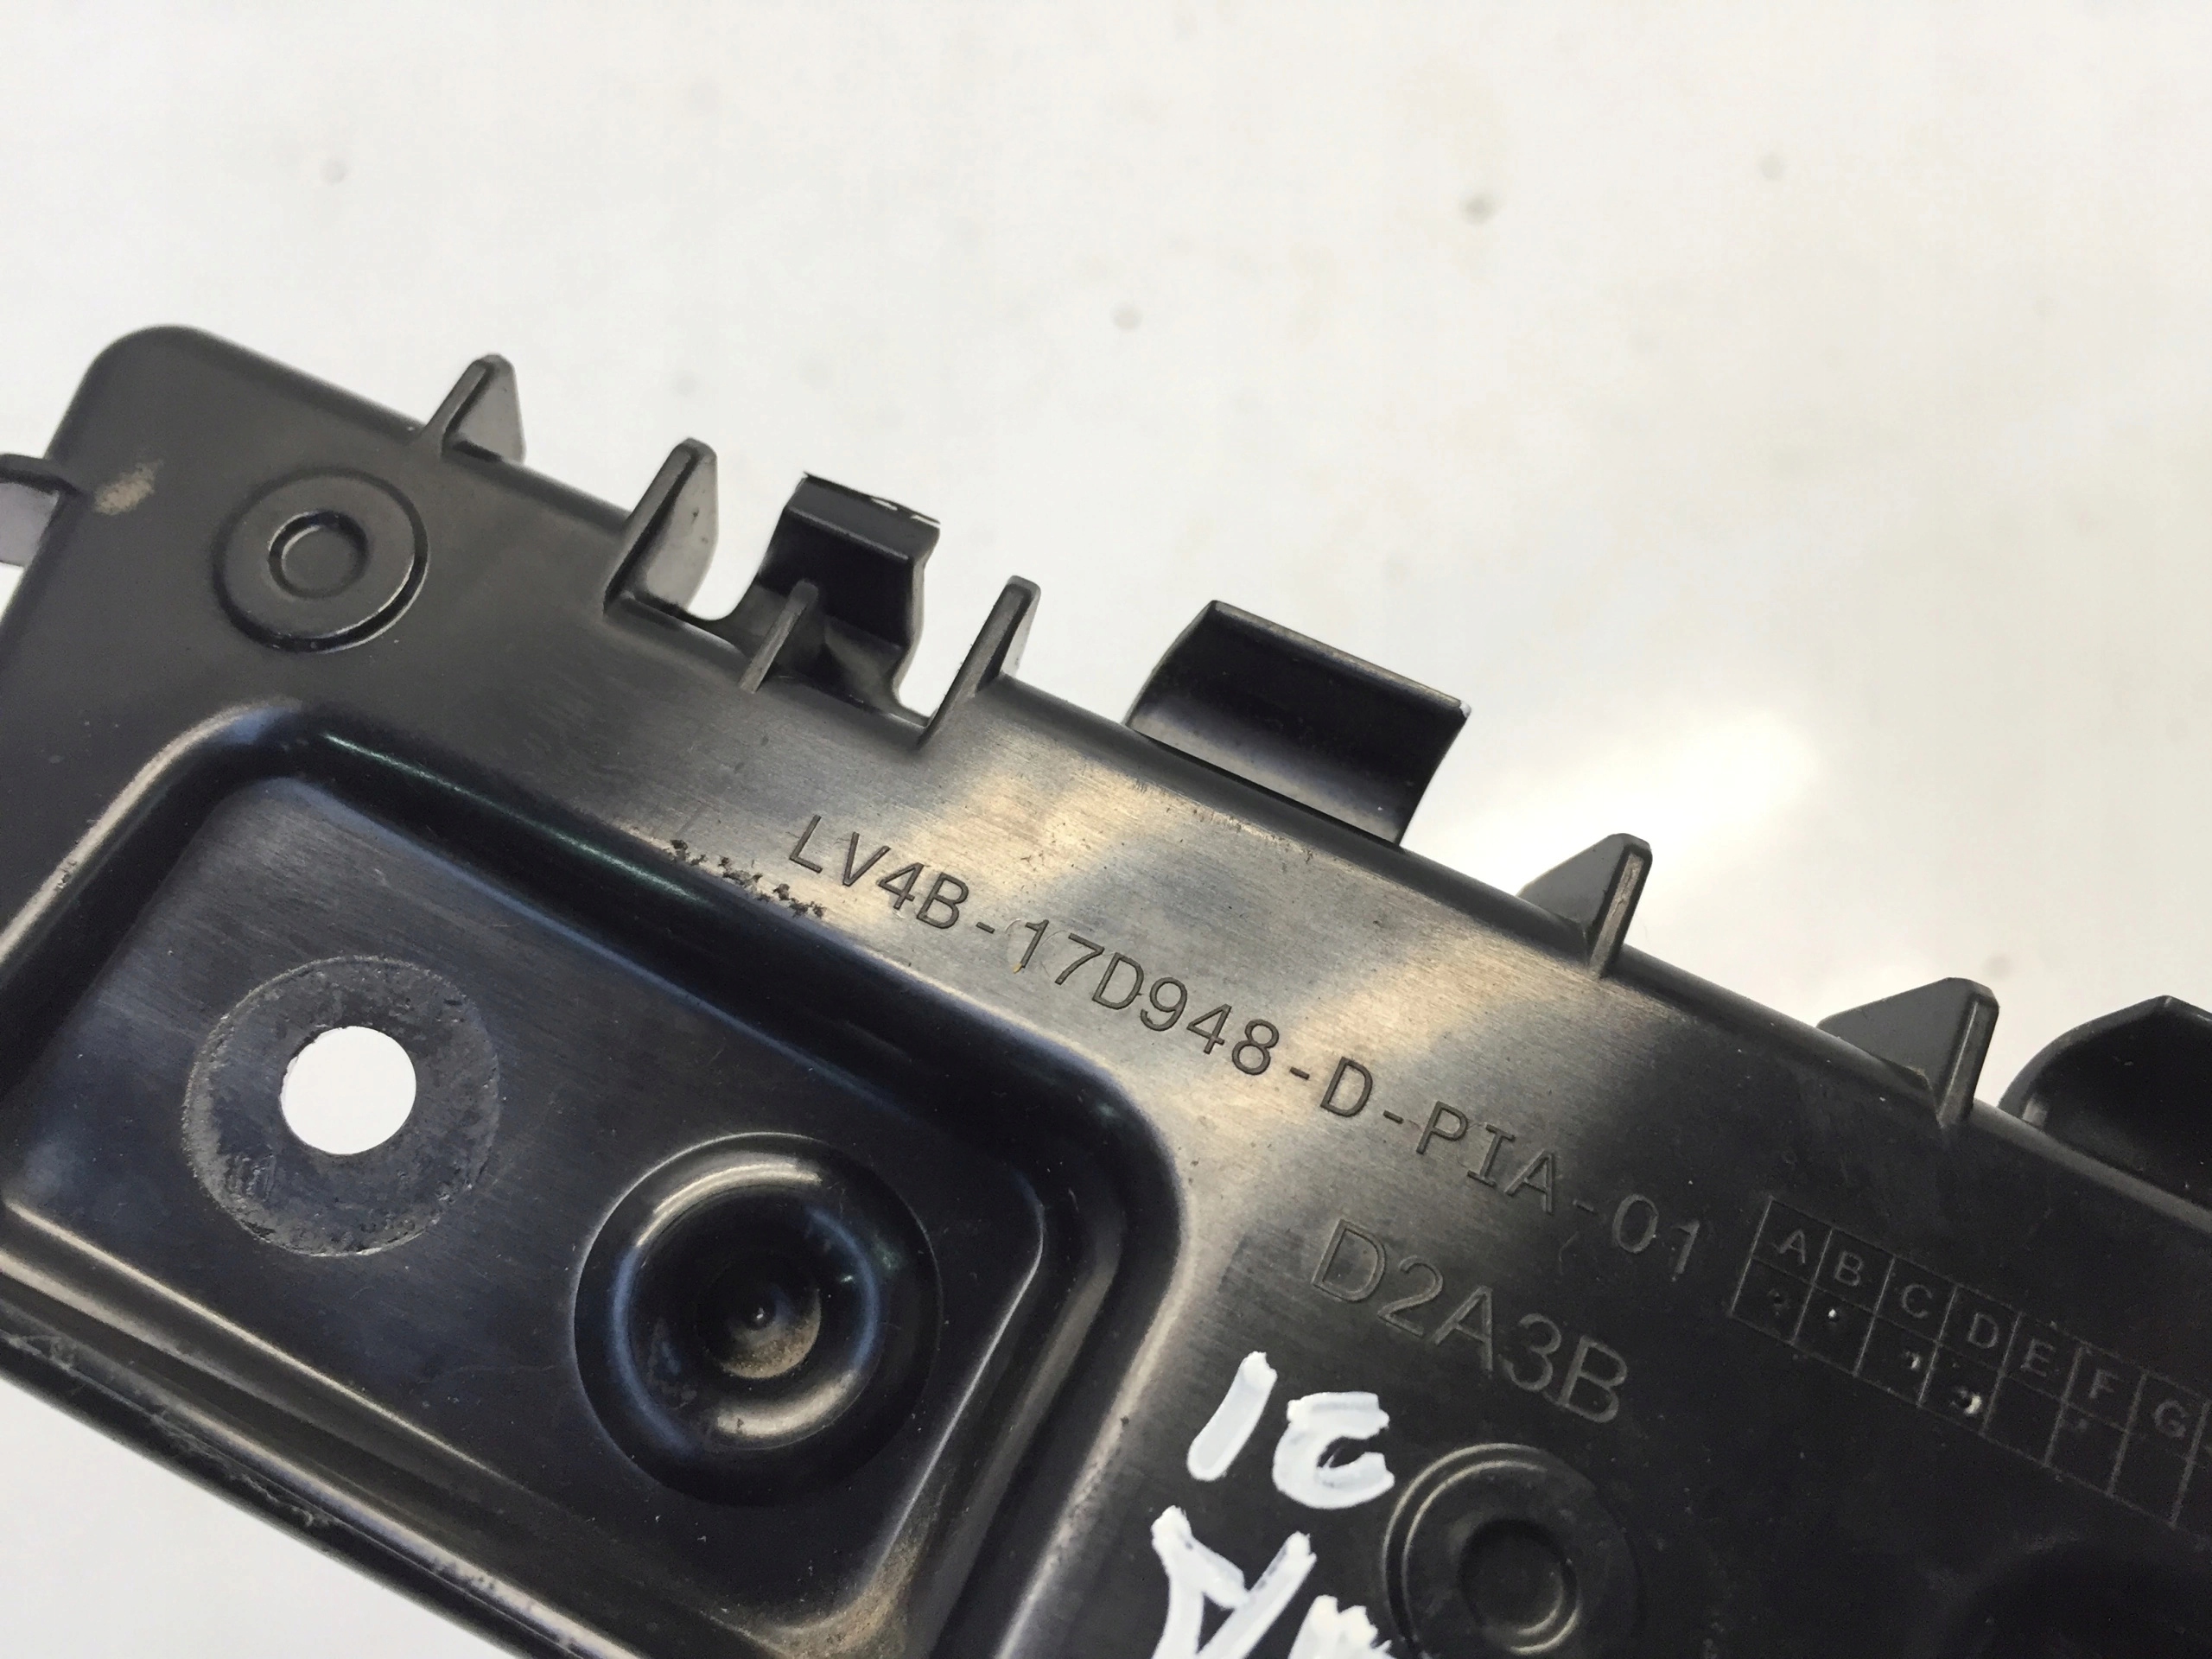 LV4B-17D948-D-PIA-01
D2A3B
A B C D E F G